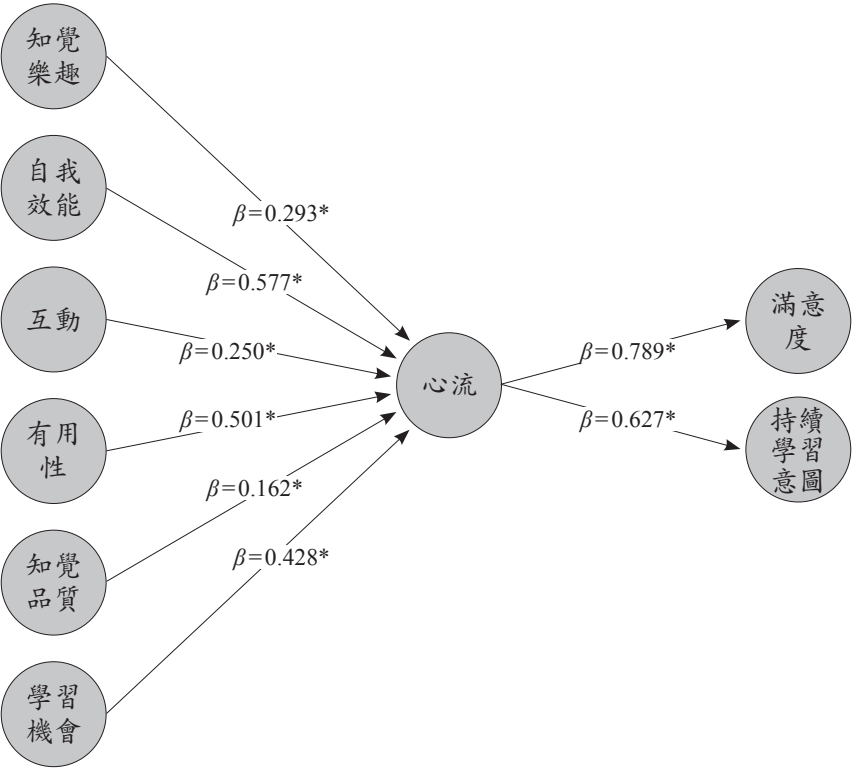 知覺
樂趣
自我
效能
互動
有用
性
知覺
品質
學習
機會
β=0.293*
β=0.577*
β=0.250*
β=0.501*
β=0.162*
β=0.428*
心流
β=0.789*
β=0.627*
滿意
度
持續
學習
意圖